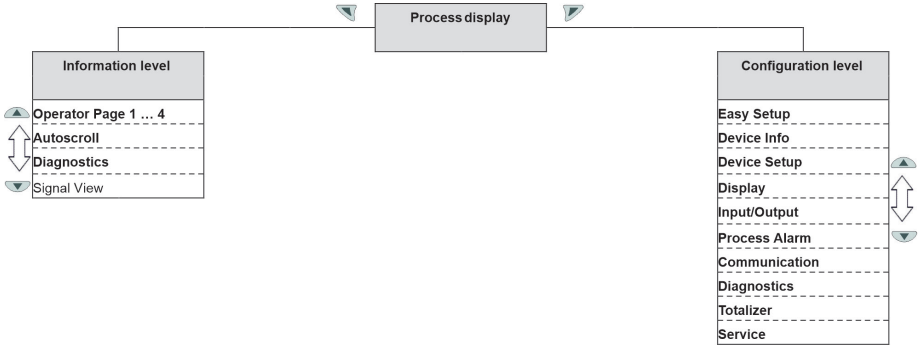 Process display
Information level
Operator Page 1 … 4
Autoscroll
Diagnostics
Signal View
Configuration level
Easy Setup
Device Info
Device Setup
Display
Input/Output
Process Alarm
Communication
Diagnostics
Totalizer
Service